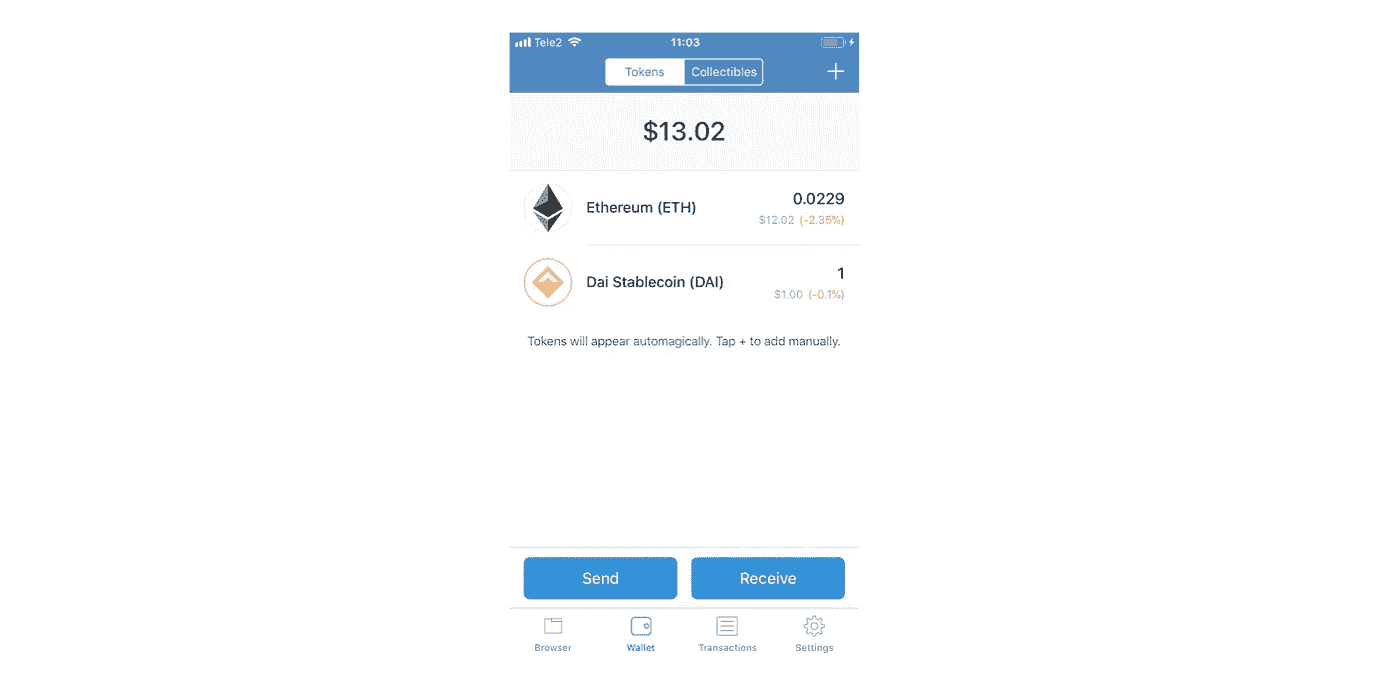 Tele2 11:03
Tokens Collectibles +
$13.02
Ethereum (ETH) 0.0229
$12.02 (-2.35%)
Dai Stablecoin (DAI) 1
$1.00 (-0.1%)
Tokens will appear automagically. Tap + to add manually.
Send Receive
Browser Wallet Transactions Settings